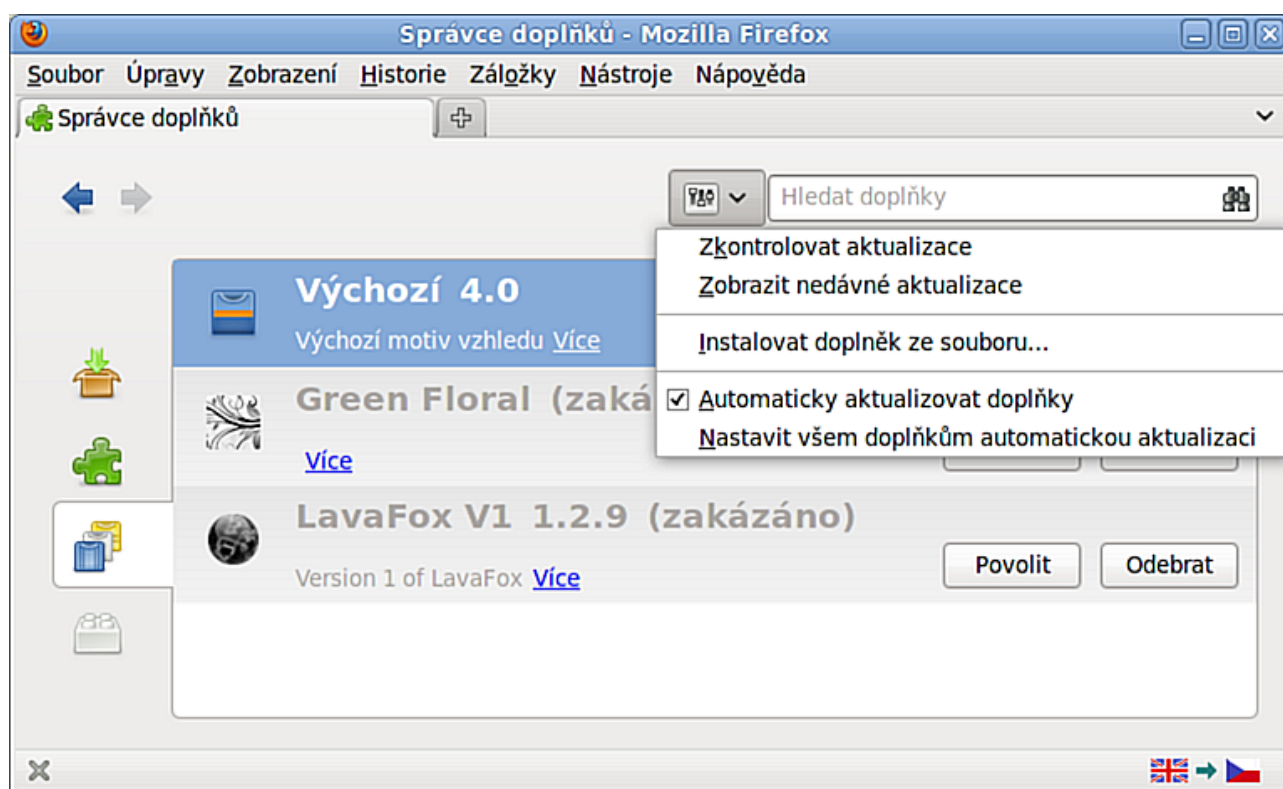 Správce doplňků - Mozilla Firefox
Soubor Úpravy Zobrazení Historie Záložky Nástroje Nápověda
Správce doplňků
Hledat doplňky
Zkontrolovat aktualizace
Zobrazit nedávné aktualizace
Instalovat doplněk ze souboru...
Automaticky aktualizovat doplňky
Nastavit všem doplňkům automatickou aktualizaci
Výchozí 4.0
Výchozí motiv vzhledu Více
Green Floral (zaká
Více
LavaFox V1 1.2.9 (zakázáno)
Version 1 of LavaFox Více
Povolit Odebrat